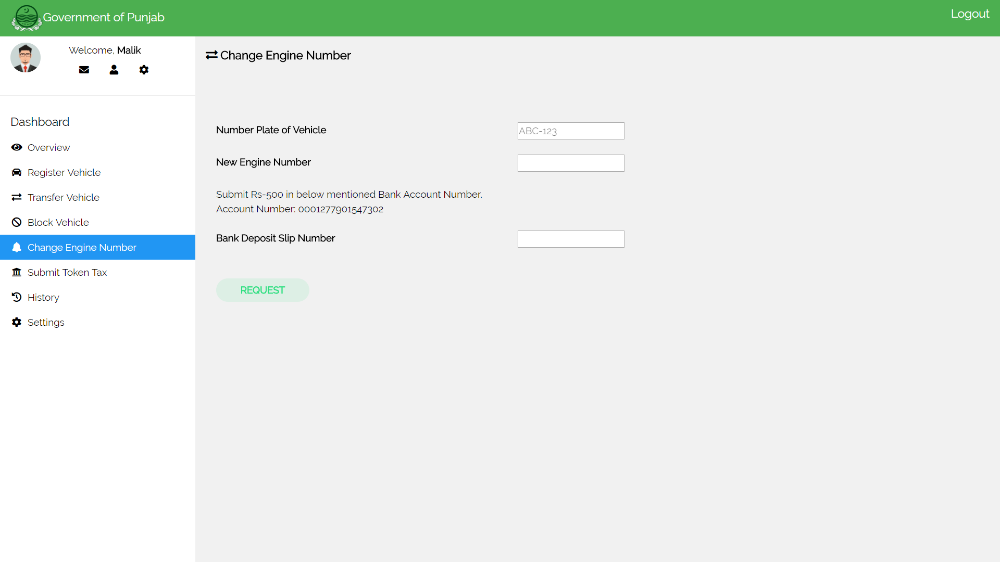 Government of Punjab
Logout
Welcome, Malik
Dashboard
Overview
Register Vehicle
Transfer Vehicle
Block Vehicle
Change Engine Number
Submit Token Tax
History
Settings
Change Engine Number
Number Plate of Vehicle
ABC-123
New Engine Number
Submit Rs-500 in below mentioned Bank Account Number.
Account Number: 0001277901547302
Bank Deposit Slip Number
REQUEST